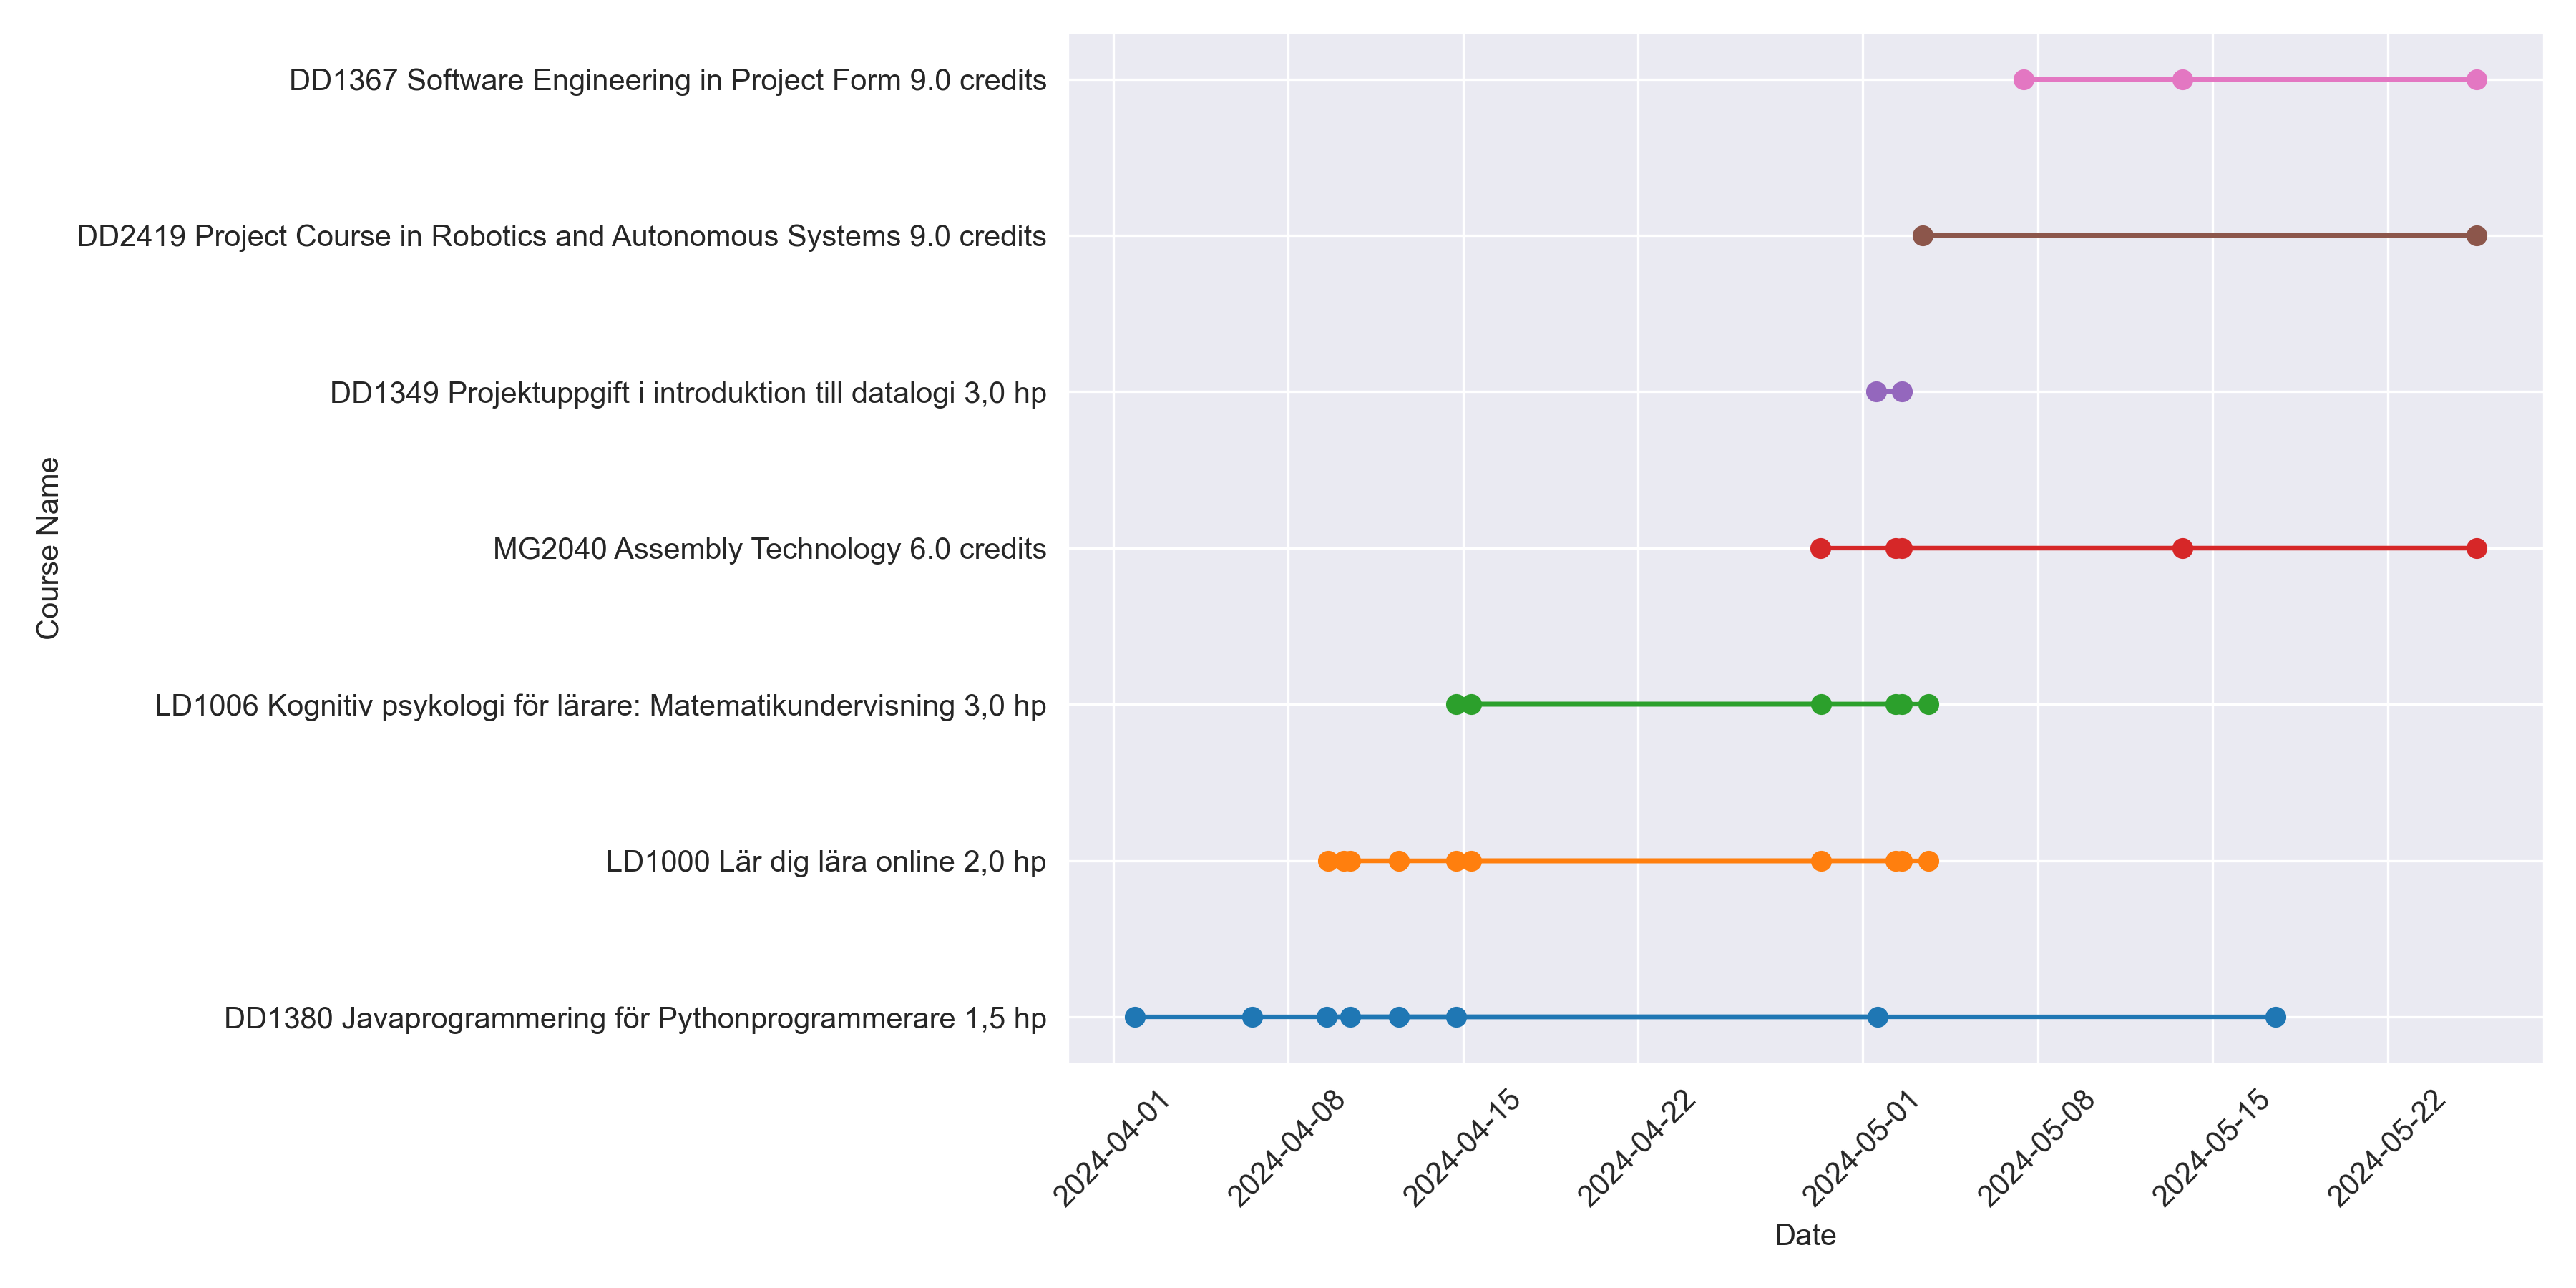 DD1367 Software Engineering in Project Form 9.0 credits
DD2419 Project Course in Robotics and Autonomous Systems 9.0 credits
DD1349 Projektuppgift i introduktion till datalogi 3,0 hp
MG2040 Assembly Technology 6.0 credits
LD1006 Kognitiv psykologi för lärare: Matematikundervisning 3,0 hp
LD1000 Lär dig lära online 2,0 hp
DD1380 Javaprogrammering för Pythonprogrammerare 1,5 hp
Course Name
2024-04-01
2024-04-08
2024-04-15
2024-04-22
2024-05-01
2024-05-08
2024-05-15
2024-05-22
Date